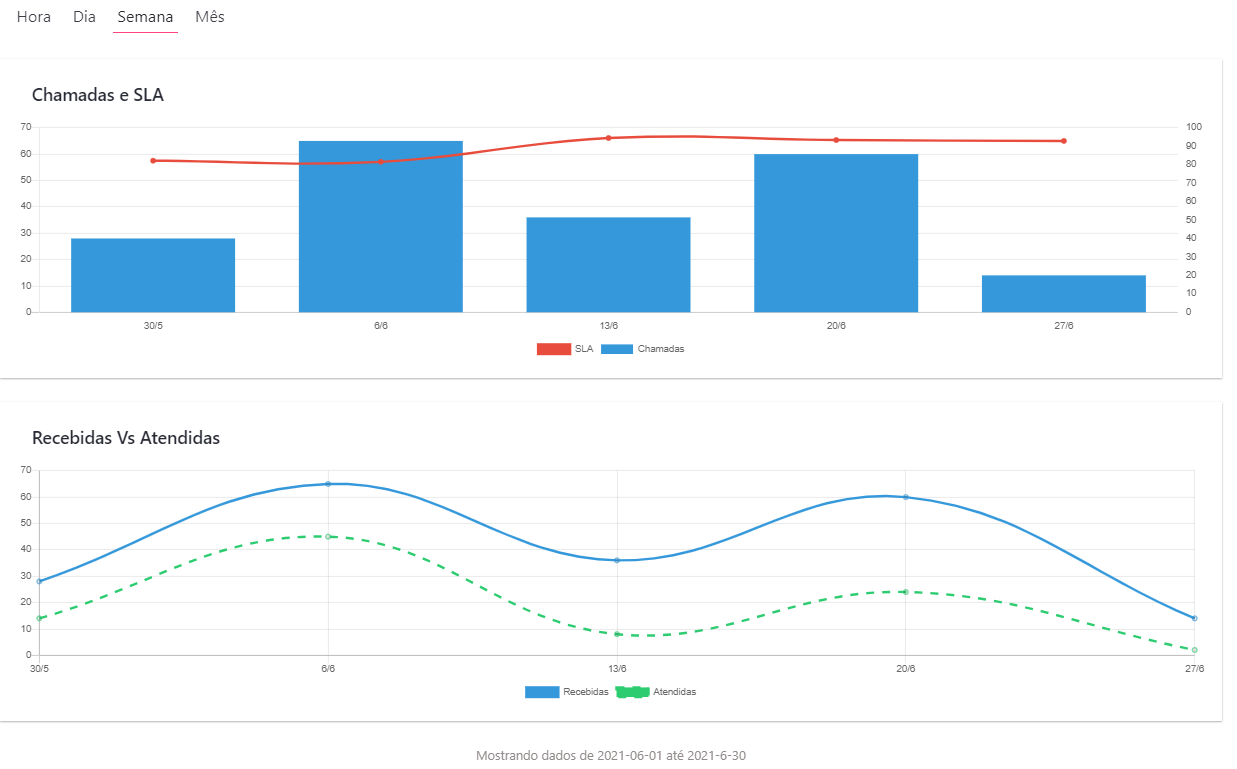 Hora Dia Semana Mês
Chamadas e SLA
70 100
60 90
50 80
40 70
30 60
20 50
10 40
0 30
20
10
0
30/5 6/6 13/6 20/6 27/6
SLA Chamadas
Recebidas Vs Atendidas
70
60
50
40
30
20
10
0
30/5 6/6 13/6 20/6 27/6
Recebidas Atendidas
Mostrando dados de 2021-06-01 até 2021-6-30